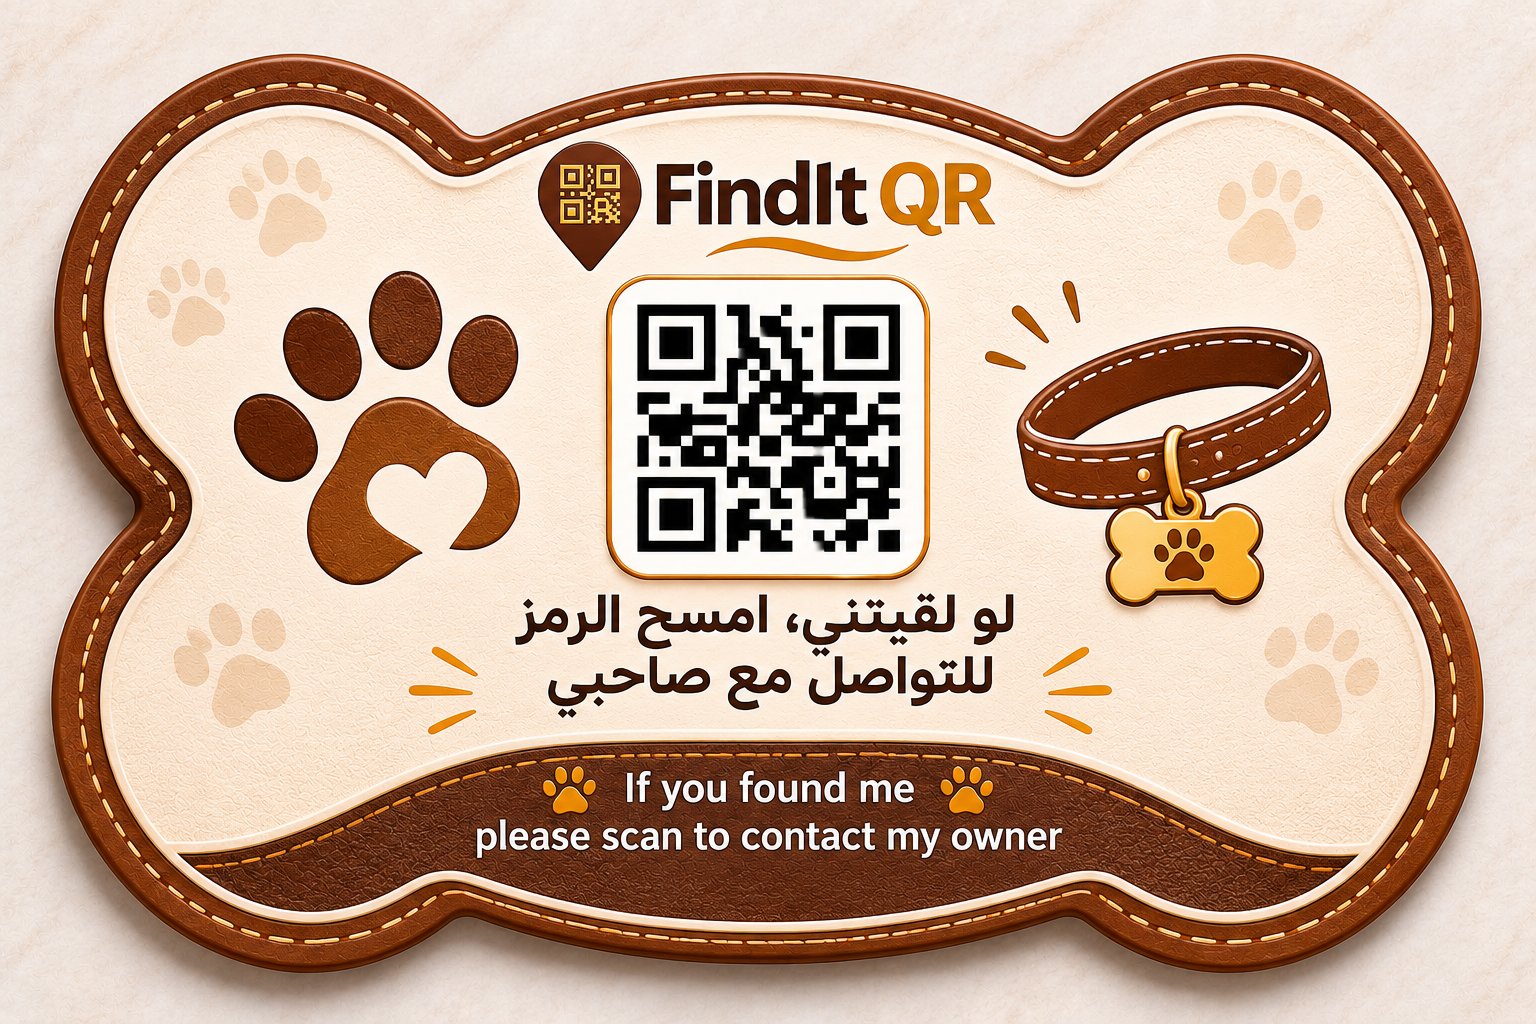 FindIt QR
لو لقيتني، امسح الرمز
للتواصل مع صاحبي
If you found me
please scan to contact my owner